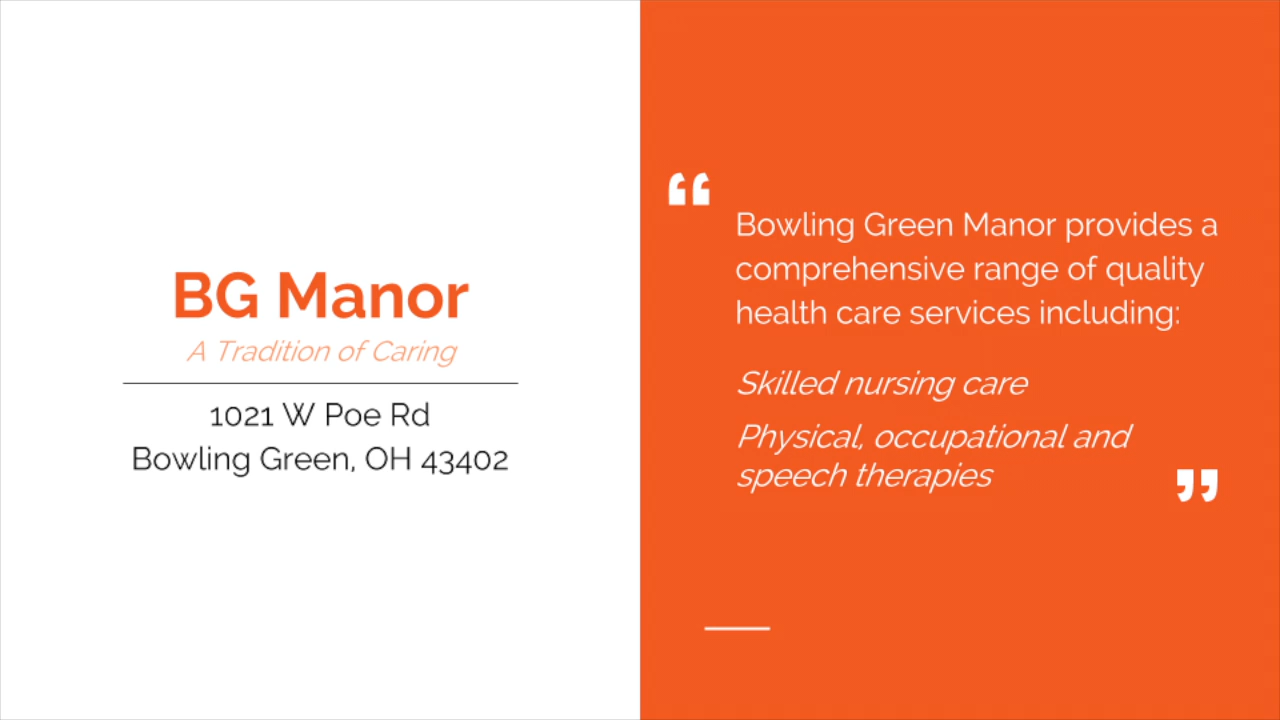 BG Manor
A Tradition of Caring
1021 W Poe Rd
Bowling Green, OH 43402
“
Bowling Green Manor provides a
comprehensive range of quality
health care services including:
Skilled nursing care
Physical, occupational and
speech therapies
”